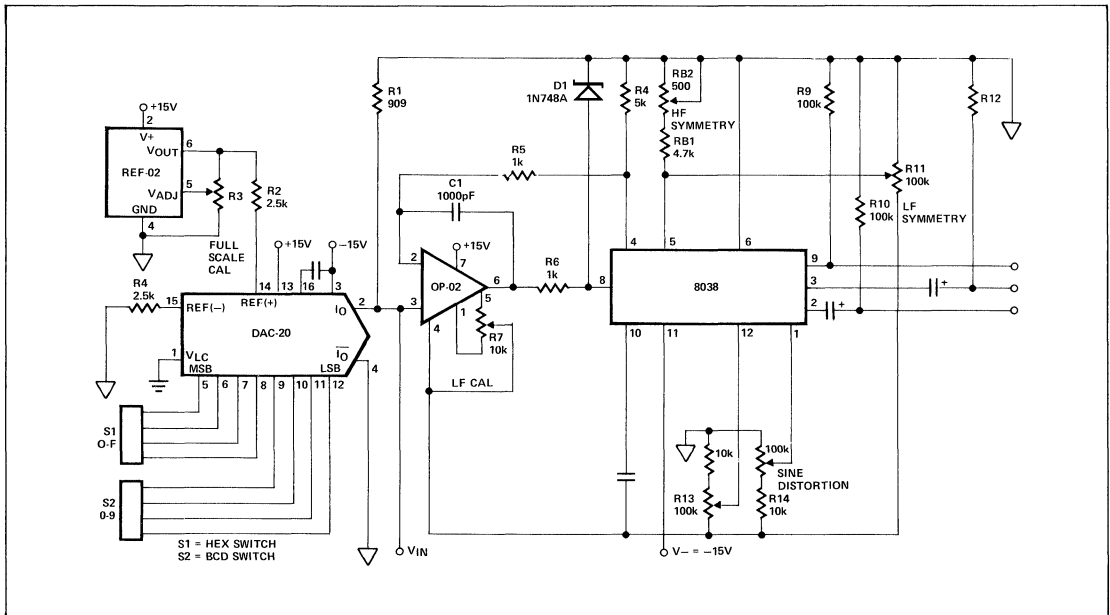 +15V
2
V+
VOUT
6
REF-02
VADJ
5
GND
4
R3
FULL
SCALE
CAL
R2
2.5k
+15V
-15V
14
13
16
3
REF(+)
R4
2.5k
15
REF(-)
DAC-20
IO
2
IO
4
1
VLC
MSB
LSB
5
6
7
8
9
10
11
12
S1
O-F
S2
0-9
S1 = HEX SWITCH
S2 = BCD SWITCH
R1
909
R5
1k
C1
1000pF
2
3
OP-02
+15V
7
6
5
1
4
R7
10k
LF CAL
VIN
R6
1k
D1
1N748A
R4
5k
RB2
500
HF
SYMMETRY
RB1
4.7k
R9
100k
R10
100k
R11
100k
LF
SYMMETRY
R12
4
5
6
8
8038
9
3
2
10
11
12
1
+
+
10k
R13
100k
100k
SINE
DISTORTION
R14
10k
V- = -15V